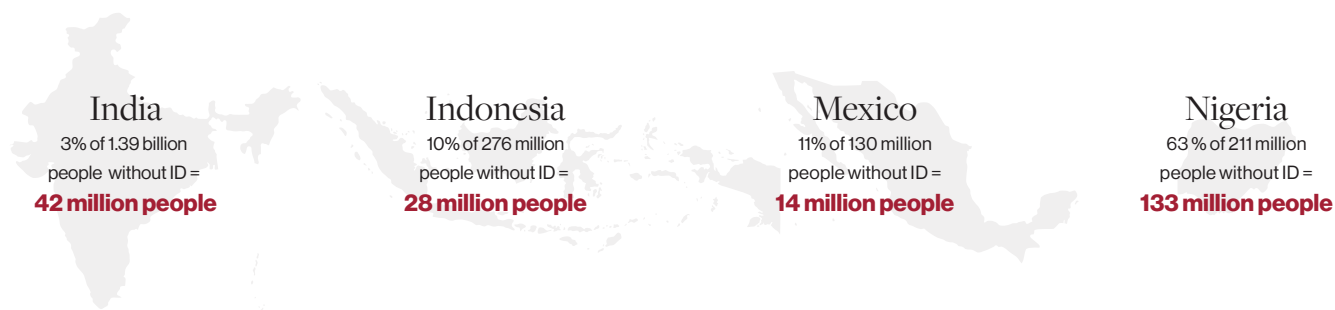 India
3% of 1.39 billion
people without ID =
42 million people
Indonesia
10% of 276 million
people without ID =
28 million people
Mexico
11% of 130 million
people without ID =
14 million people
Nigeria
63 % of 211 million
people without ID =
133 million people